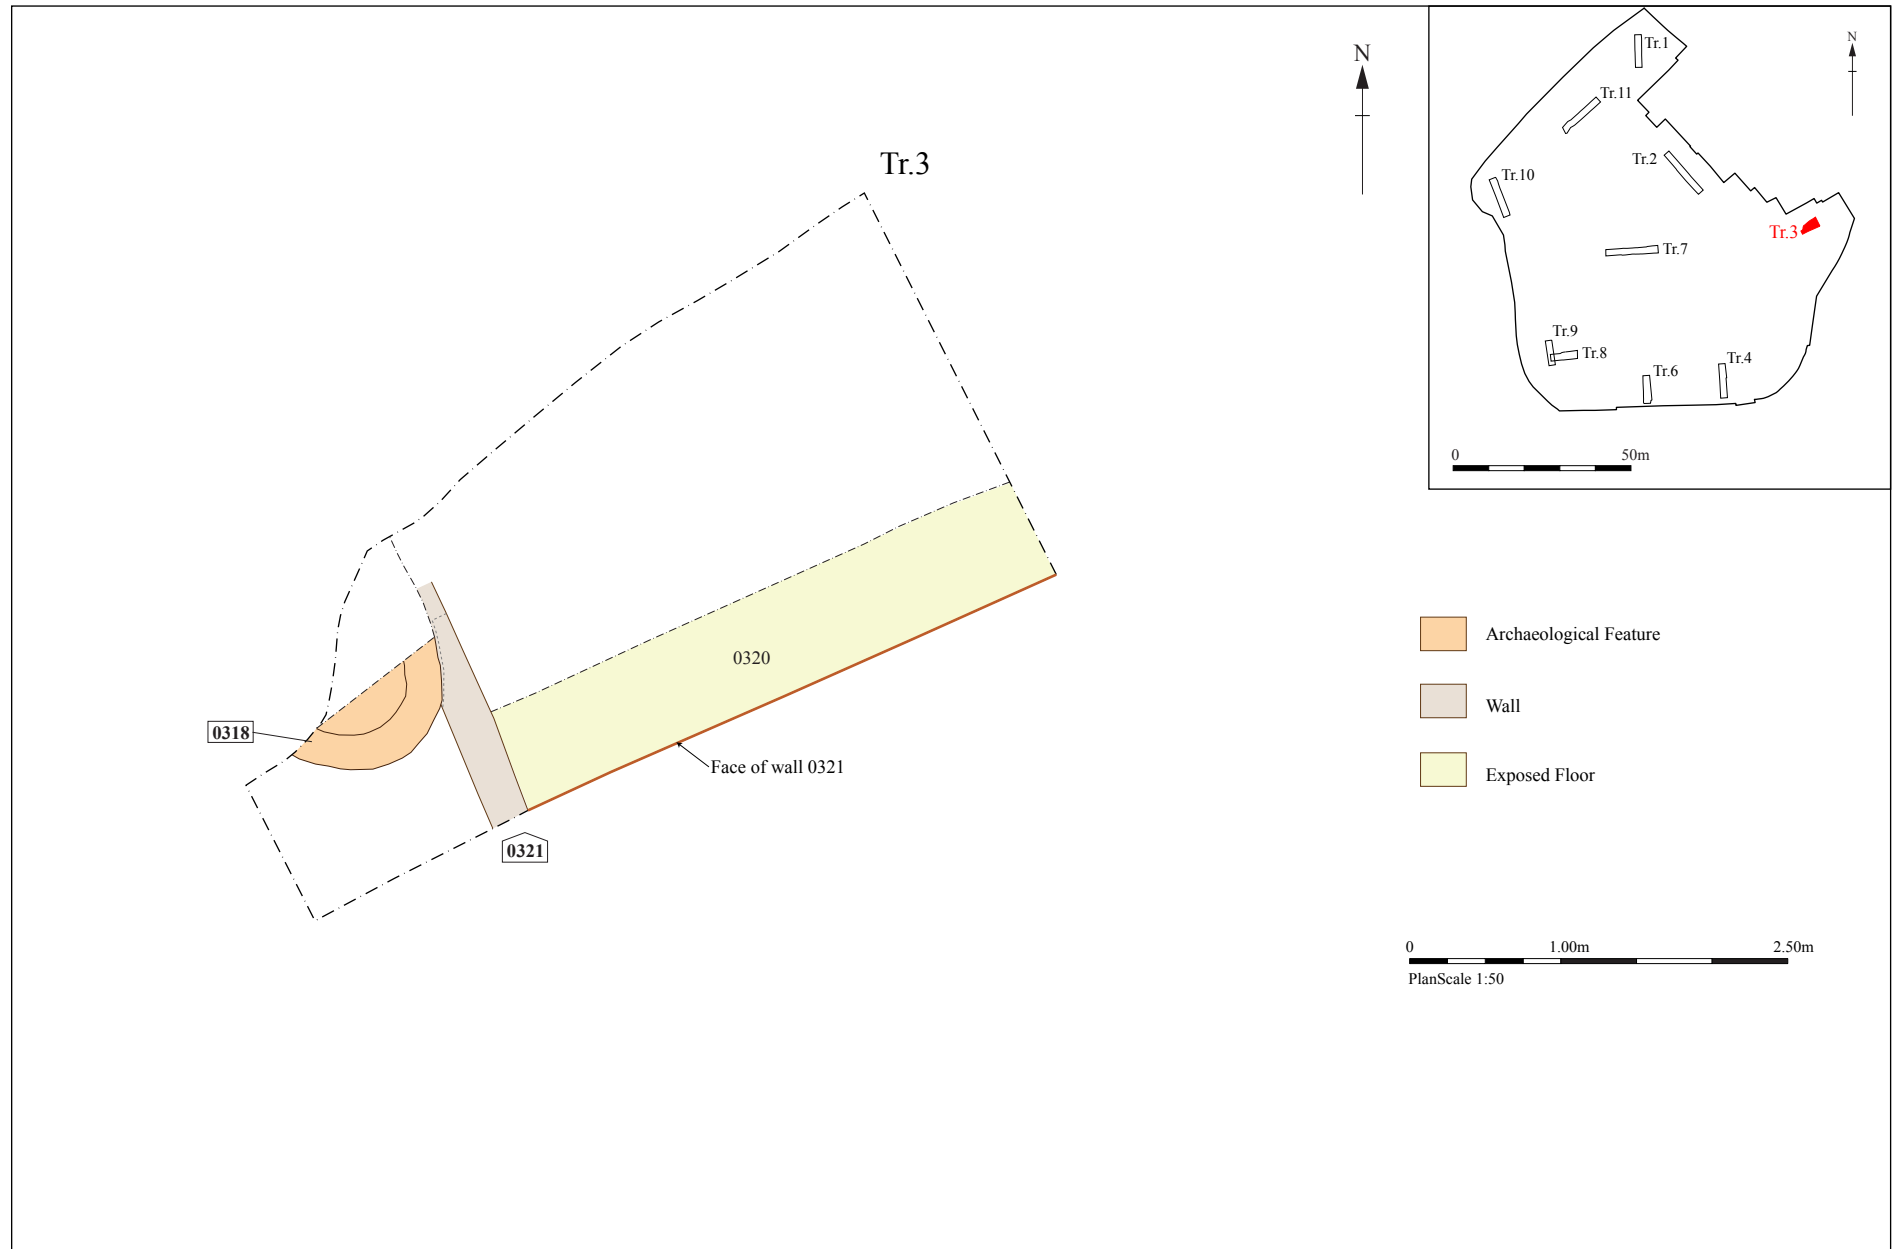 Tr.3
N
0318
0320
Face of wall 0321
0321
Tr.1
N
Tr.11
Tr.2
Tr.10
Tr.3
Tr.7
Tr.9
Tr.8
Tr.4
Tr.6
0 50m
Archaeological Feature
Wall
Exposed Floor
0 1.00m 2.50m
PlanScale 1:50